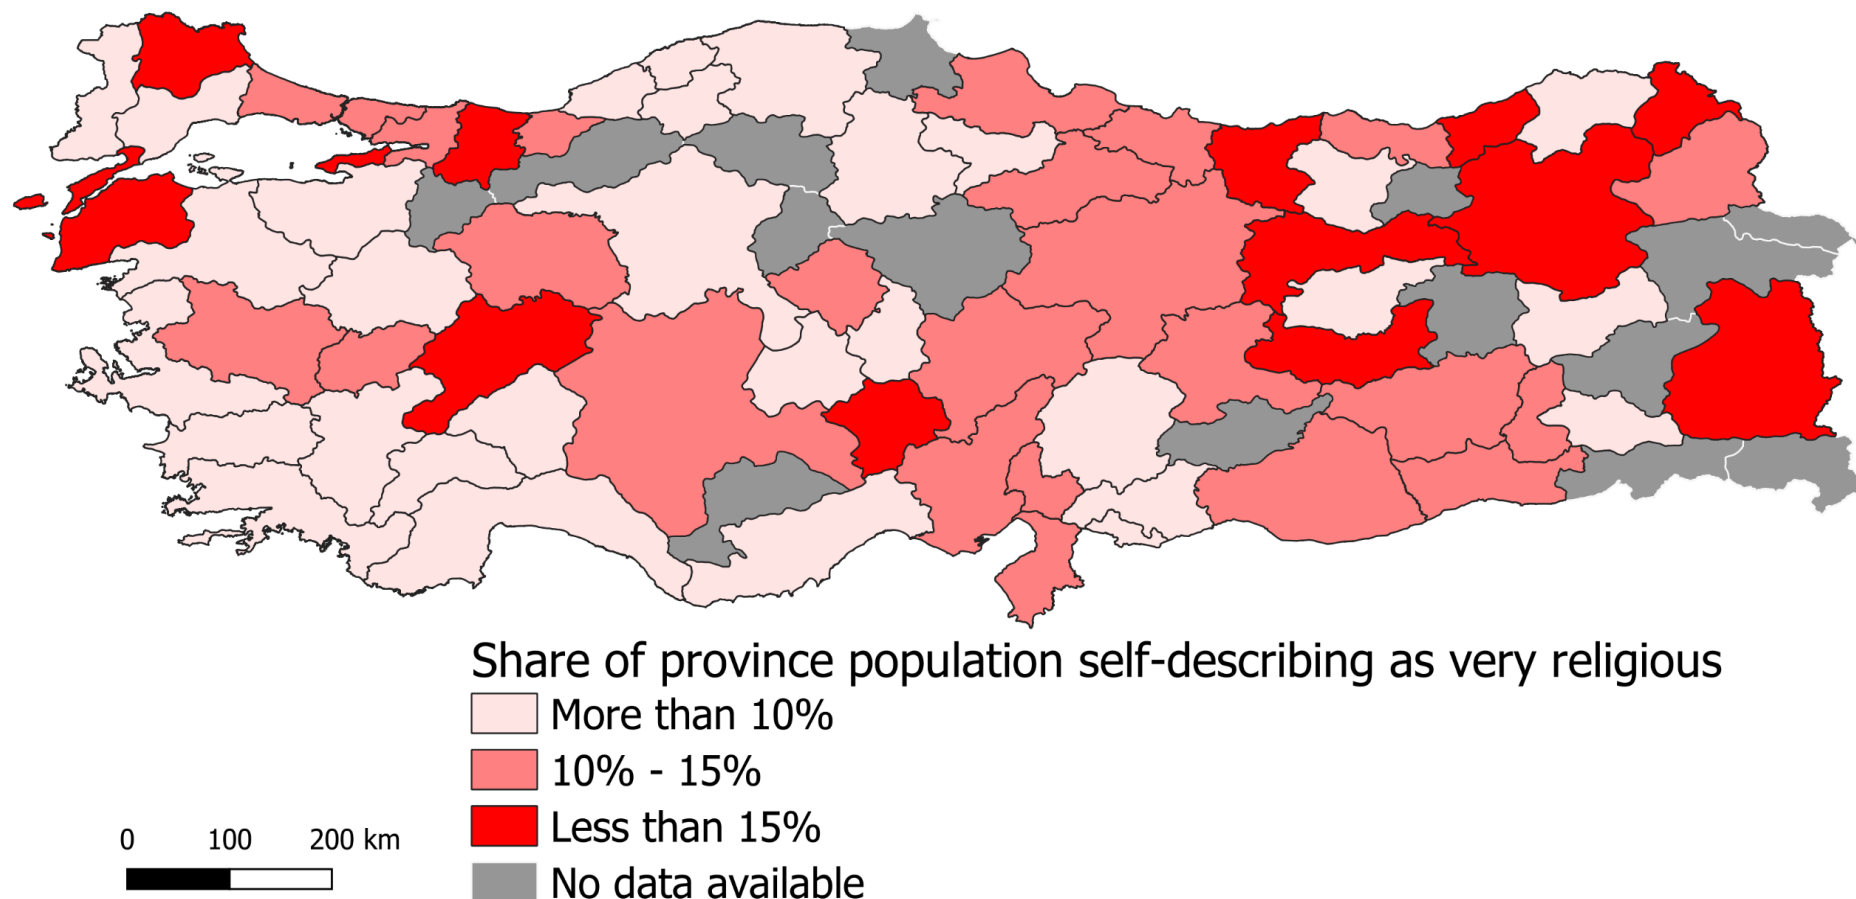 Share of province population self-describing as very religious
More than 10%
10% - 15%
Less than 15%
No data available
0 100 200 km